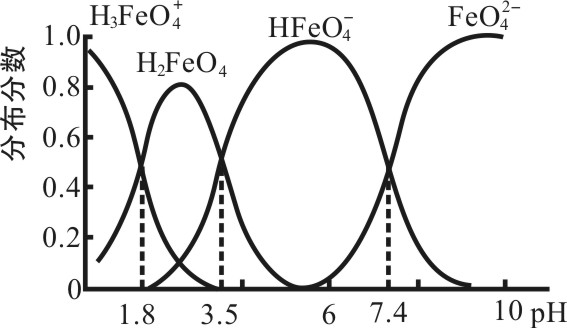 H₃FeO₄⁺
H₂FeO₄
HFeO₄⁻
FeO₄²⁻
分布分数
1.0
0.8
0.6
0.4
0.2
0
1.8 3.5 6 7.4 10 pH